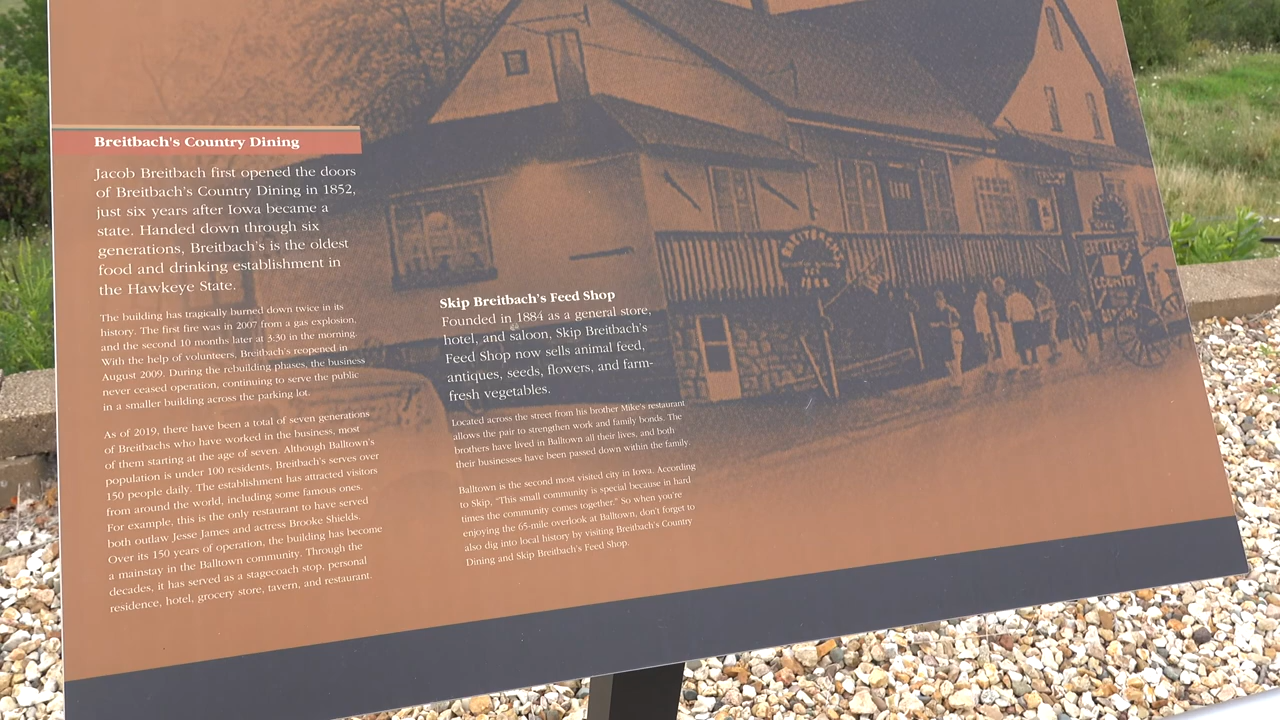 Breitbach's Country Dining
Jacob Breitbach first opened the doors
of Breitbach's Country Dining in 1852,
just six years after Iowa became a
state. Handed down through six
generations, Breitbach's is the oldest
food and drinking establishment in
the Hawkeye State.
The building has tragically burned down twice in its
history. The first fire was in 2007 from a gas explosion,
and the second 10 months later at 3:30 in the morning.
With the help of volunteers, Breitbach's reopened in
August 2009. During the rebuilding phases, the business
never ceased operation, continuing to serve the public
in a smaller building across the parking lot.
As of 2019, there have been a total of seven generations
of Breitbachs who have worked in the business, most
of them starting at the age of seven. Although Balltown's
population is under 100 residents, Breitbach's serves over
150 people daily. The establishment has attracted visitors
from around the world, including some famous ones.
For example, this is the only restaurant to have served
both outlaw Jesse James and actress Brooke Shields.
Over its 150 years of operation, the building has become
a mainstay in the Balltown community. Through the
decades, it has served as a stagecoach stop, personal
residence, hotel, grocery store, tavern, and restaurant.
Skip Breitbach's Feed Shop
Founded in 1884 as a general store,
hotel, and saloon, Skip Breitbach's
Feed Shop now sells animal feed,
antiques, seeds, flowers, and farm-
fresh vegetables.
Located across the street from his brother Mike's restaurant
allows the pair to strengthen work and family bonds. The
brothers have lived in Balltown all their lives, and both
their businesses have been passed down within the family.
Balltown is the second most visited city in Iowa. According
to Skip, "This small community is special because in hard
times the community comes together." So when you're
enjoying the 65-mile overlook at Balltown, don't forget to
also dig into local history by visiting Breitbach's Country
Dining and Skip Breitbach's Feed Shop.
BREITBACH'S
COUNTRY